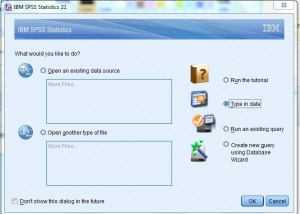 IBM SPSS Statistics 21
IBM SPSS Statistics
IBM
What would you like to do?
Open an existing data source
More Files...
Open another type of file
More Files...
Run the tutorial
Type in data
Run an existing query
Create new query
using Database
Wizard
Don't show this dialog in the future
OK
Cancel